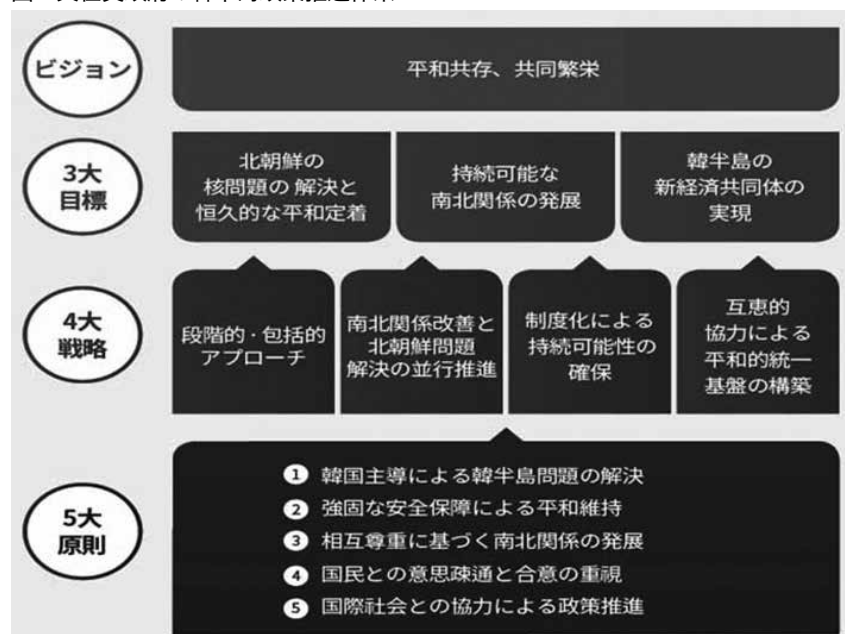 ビジョン
平和共存、共同繁栄
3大
目標
北朝鮮の
核問題の 解決と
恒久的な平和定着
持続可能な
南北関係の発展
韓半島の
新経済共同体の
実現
4大
戦略
段階的·包括的
アプローチ
南北関係改善と
北朝鮮問題
解決の並行推進
制度化による
持続可能性の
確保
互恵的
協力による
平和的統一
基盤の構築
5大
原則
1 韓国主導による韓半島問題の解決
2 強固な安全保障による平和維持
3 相互尊重に基づく南北関係の発展
4 国民との意思疎通と合意の重視
5 国際社会との協力による政策推進